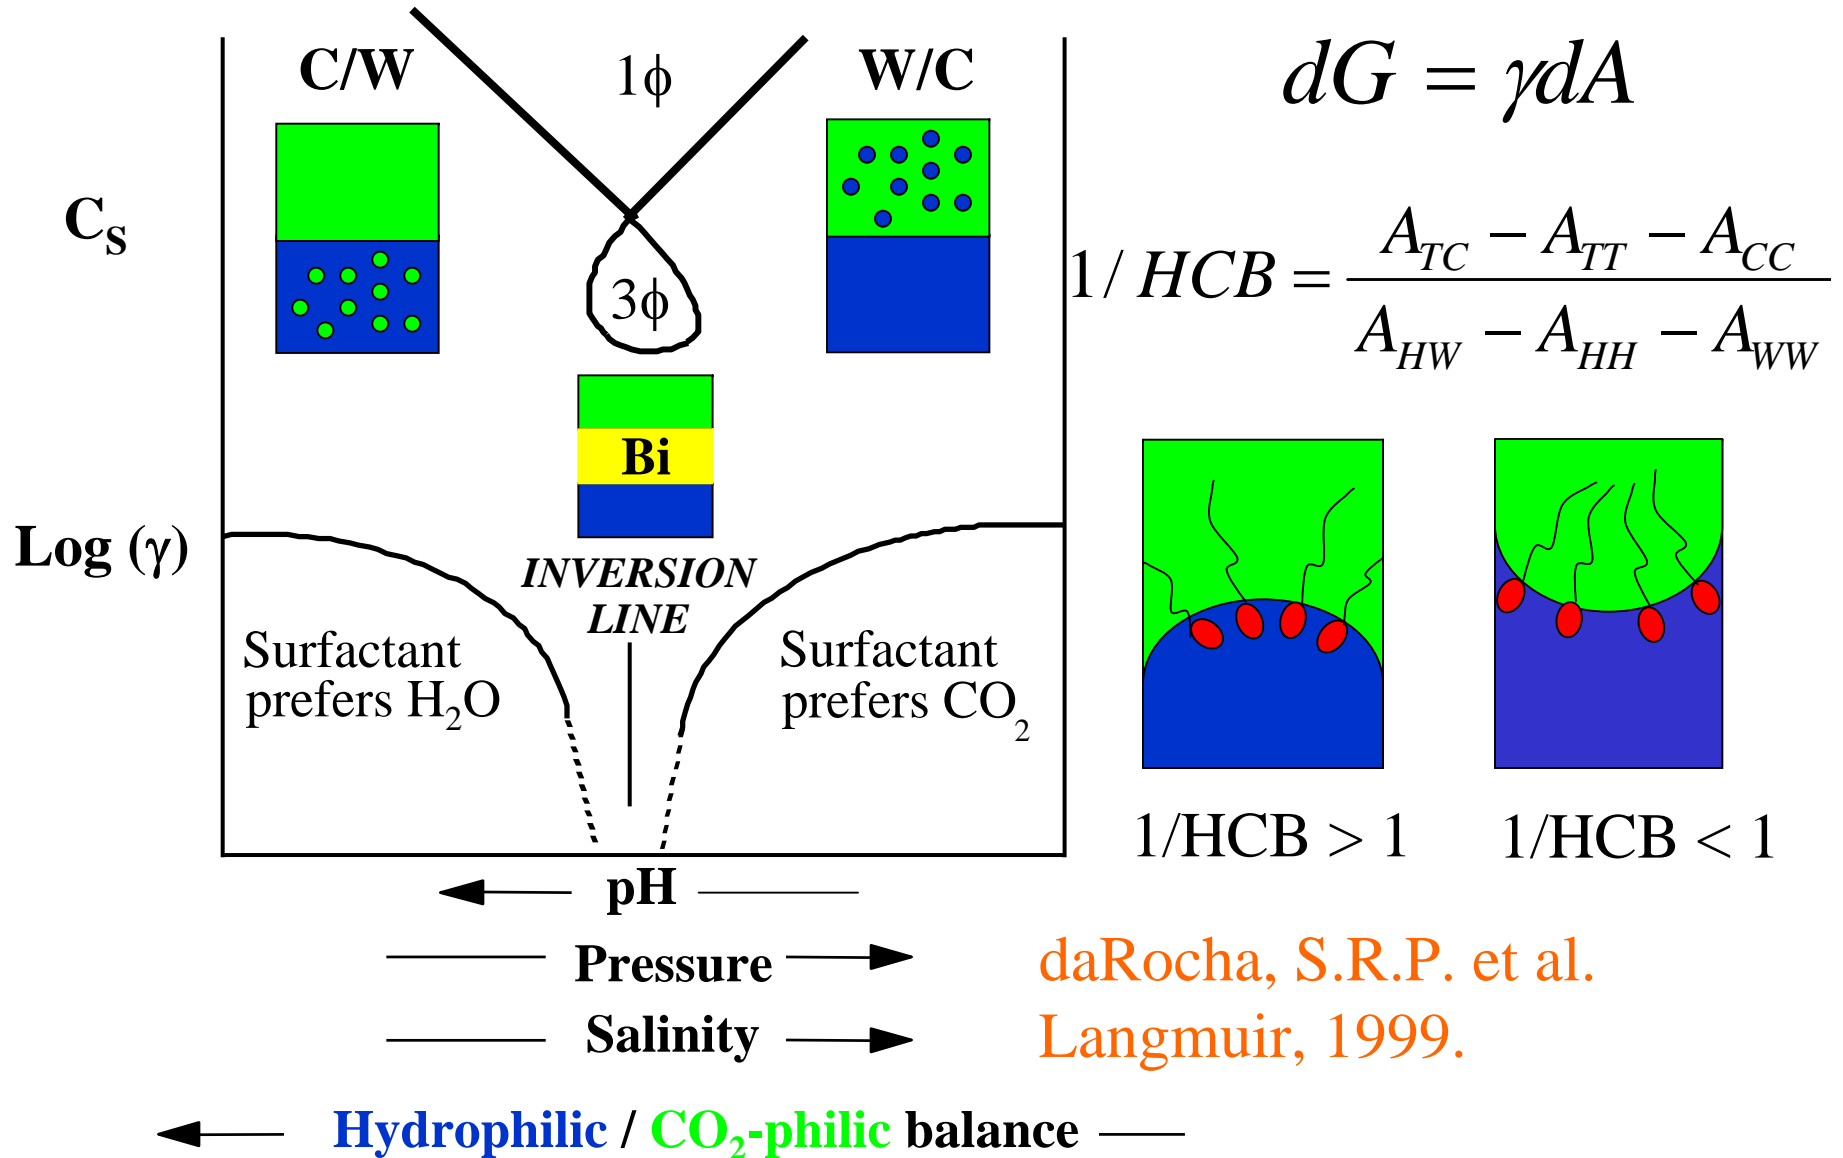 C/W
1ϕ
W/C
C_S
3ϕ
Bi
Log (γ)
INVERSION
LINE
Surfactant
prefers H₂O
Surfactant
prefers CO₂
pH
Pressure
Salinity
Hydrophilic / CO₂-philic balance
dG = γdA
1/ HCB = (A_TC − A_TT − A_CC) / (A_HW − A_HH − A_WW)
1/HCB > 1
1/HCB < 1
daRocha, S.R.P. et al.
Langmuir, 1999.